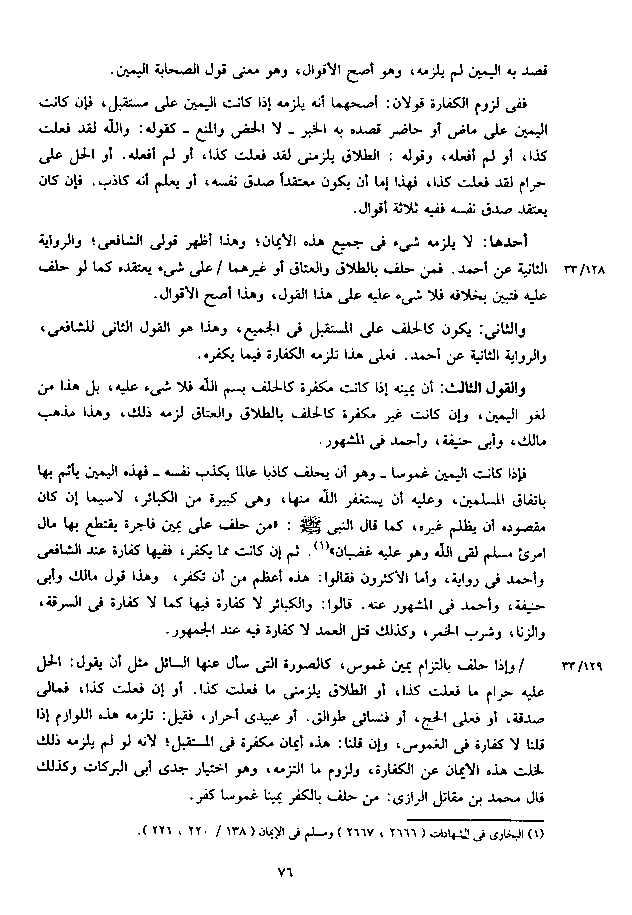 قصد به اليمين لم يلزمه، وهو أصح الأقوال، وهو معنى قول الصحابة اليمين.
ففى لزوم الكفارة قولان: أصحهما أنه يلزمه إذا كانت اليمين على مستقبل، فإن كانت
اليمين على ماض أو حاضر قصده به الخبر ـ لا الحض والمنع ـ كقوله: والله لقد فعلت
كذا، أو لم أفعله، وقوله : الطلاق يلزمنى لقد فعلت كذا، أو لم أفعله. أو الحل على
حرام لقد فعلت كذا، فهذا إما أن يكون معتقداً صدق نفسه، أو يعلم أنه كاذب. فإن كان
يعتقد صدق نفسه ففيه ثلاثة أقوال.
أحدها: لا يلزمه شىء فى جميع هذه الأيمان؛ وهذا أظهر قولى الشافعى؛ والرواية
٣٣/١٢٨ الثانية عن أحمد. فمن حلف بالطلاق والعتاق أو غيرهما / على شىء يعتقده كما لو حلف
عليه فتبين بخلافه فلا شىء عليه على هذا القول، وهذا أصح الأقوال.
والثانى: يكون كالحلف على المستقبل فى الجميع، وهذا هو القول الثانى للشافعى،
والرواية الثانية عن أحمد. فعلى هذا تلزمه الكفارة فيما يكفره.
والقول الثالث: أن يمينه إذا كانت مكفرة كالحلف بسم الله فلا شىء عليه، بل هذا من
لغو اليمين، وإن كانت غير مكفرة كالحلف بالطلاق والعتاق لزمه ذلك، وهذا مذهب
مالك، وأبى حنيفة، وأحمد فى المشهور.
فإذا كانت اليمين غموسا ـ وهو أن يحلف كاذبا عالما بكذب نفسه ـ فهذه اليمين يأثم بها
باتفاق المسلمين، وعليه أن يستغفر الله منها، وهى كبيرة من الكبائر، لاسيما إن كان
مقصوده أن يظلم غيره، كما قال النبى ﷺ : «من حلف على يمين فاجرة يقتطع بها مال
امرئ مسلم لقى الله وهو عليه غضبان»(١). ثم إن كانت مما يكفر، ففيها كفارة عند الشافعى
وأحمد فى رواية، وأما الأكثرون فقالوا: هذه أعظم من أن تكفر، وهذا قول مالك وأبى
حنيفة، وأحمد فى المشهور عنه. قالوا: والكبائر لا كفارة فيها كما لا كفارة فى السرقة،
والزنا، وشرب الخمر، وكذلك قتل العمد لا كفارة فيه عند الجمهور.
٣٣/١٢٩ / وإذا حلف بالتزام يمين غموس، كالصورة التى سأل عنها السائل مثل أن يقول: الحل
عليه حرام ما فعلت كذا، أو الطلاق يلزمنى ما فعلت كذا. أو إن فعلت كذا، فمالى
صدقة، أو فعلى الحج، أو فنسائى طوالق. أو عبيدى أحرار، فقيل: تلزمه هذه اللوازم إذا
قلنا لا كفارة فى الغموس، وإن قلنا: هذه أيمان مكفرة فى المستقبل؛ لأنه لو لم يلزمه ذلك
لخلت هذه الأيمان عن الكفارة، ولزوم ما التزمه، وهو اختيار جدى أبى البركات وكذلك
قال محمد بن مقاتل الرازى: من حلف بالكفر يمينا غموسا كفر.
(١) البخارى فى الشهادات ( ٢٦٦٦ ، ٢٦٦٧ ) ومسلم فى الإيمان ( ١٣٨ / ٢٢٠ ، ٢٢١ ).
٧٦